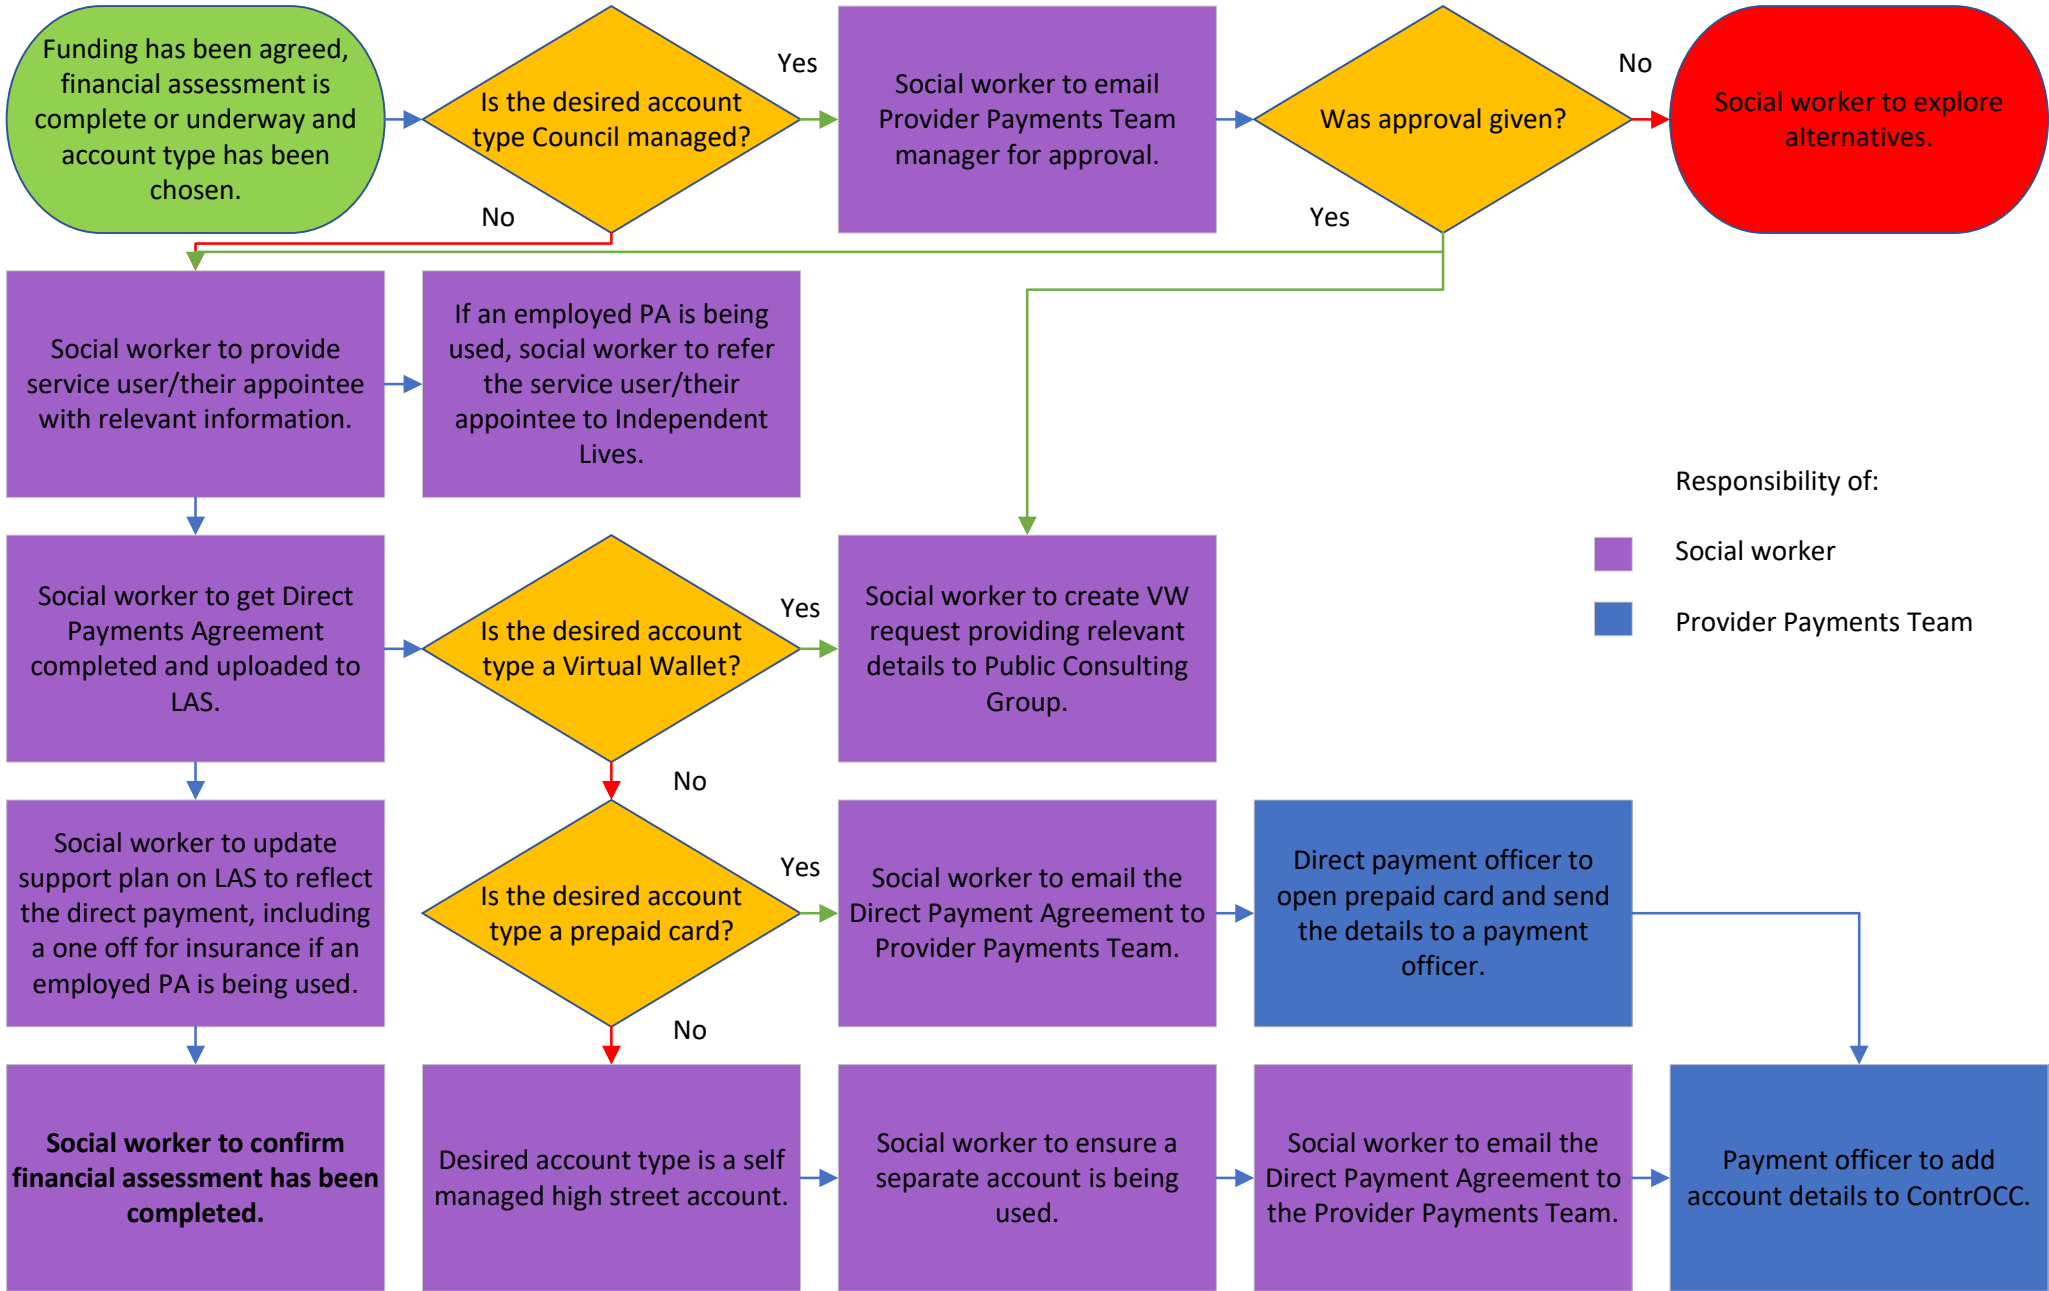 Funding has been agreed,
financial assessment is
complete or underway and
account type has been
chosen.
Is the desired account
type Council managed?
Yes
Social worker to email
Provider Payments Team
manager for approval.
Was approval given?
No
Social worker to explore
alternatives.
No
Yes
Social worker to provide
service user/their appointee
with relevant information.
If an employed PA is being
used, social worker to refer
the service user/their
appointee to Independent
Lives.
Responsibility of:
Social worker
Provider Payments Team
Social worker to get Direct
Payments Agreement
completed and uploaded to
LAS.
Is the desired account
type a Virtual Wallet?
Yes
Social worker to create VW
request providing relevant
details to Public Consulting
Group.
No
Social worker to update
support plan on LAS to reflect
the direct payment, including
a one off for insurance if an
employed PA is being used.
Is the desired account
type a prepaid card?
Yes
Social worker to email the
Direct Payment Agreement to
Provider Payments Team.
Direct payment officer to
open prepaid card and send
the details to a payment
officer.
No
Social worker to confirm
financial assessment has been
completed.
Desired account type is a self
managed high street account.
Social worker to ensure a
separate account is being
used.
Social worker to email the
Direct Payment Agreement to
the Provider Payments Team.
Payment officer to add
account details to ContrOCC.